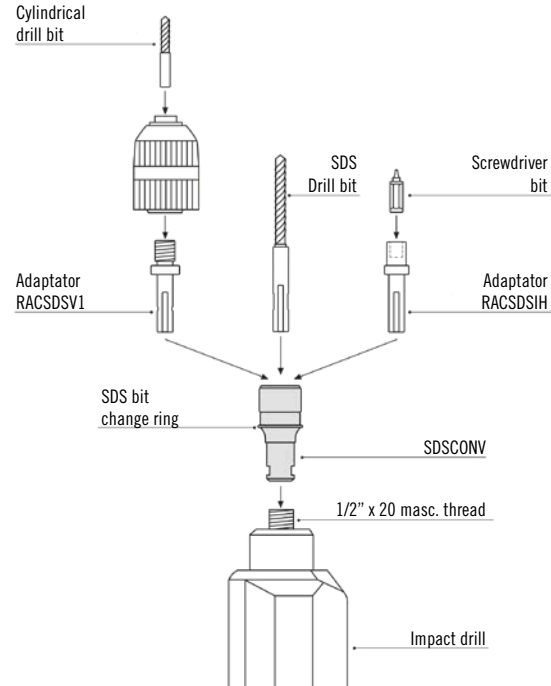 Cylindrical
drill bit
SDS
Drill bit
Screwdriver
bit
Adaptator
RACSDSV1
Adaptator
RACSDSIH
SDS bit
change ring
SDSCONV
1/2” x 20 masc. thread
Impact drill